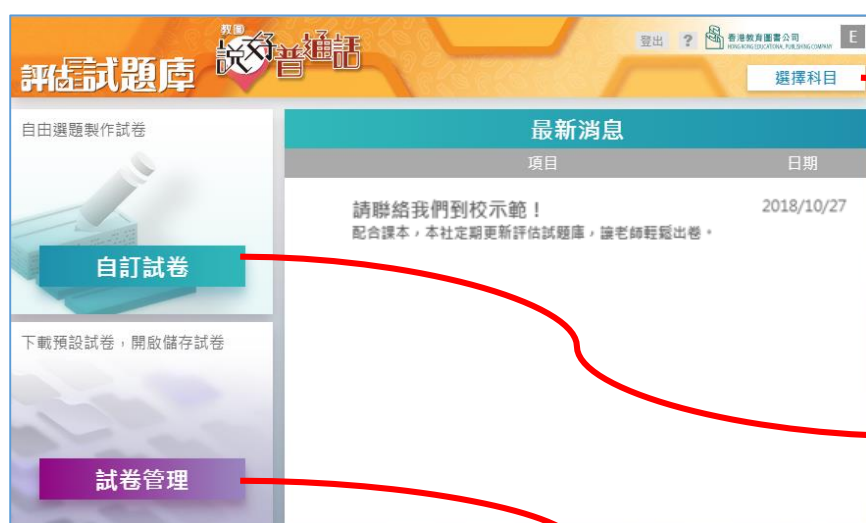 教圖
說好普通話
評估試題庫
登出
?
香港教育圖書公司
HONG KONG EDUCATIONAL PUBLISHING COMPANY
E
選擇科目
自由選題製作試卷
自訂試卷
下載預設試卷，開啟儲存試卷
試卷管理
最新消息
項目 日期
請聯絡我們到校示範！ 2018/10/27
配合課本，本社定期更新評估試題庫，讓老師輕鬆出卷。